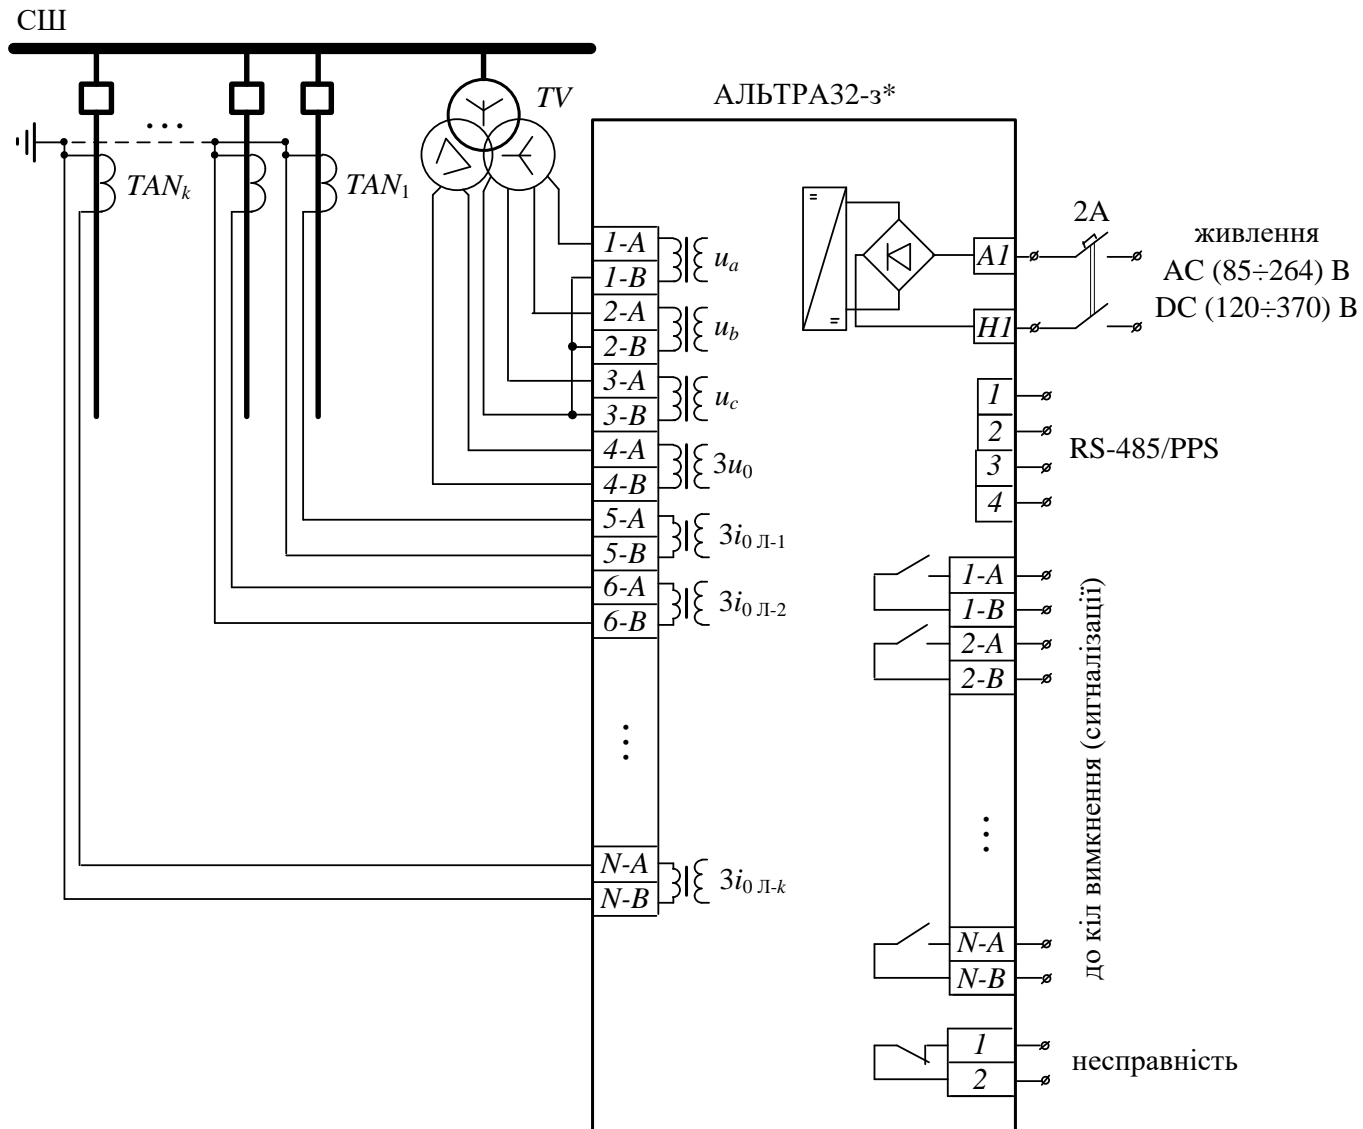 СШ
TV
АЛЬТРА32-з*
...
TANk
TAN1
1-A
1-B
2-A
2-B
3-A
3-B
4-A
4-B
5-A
5-B
6-A
6-B
...
N-A
N-B
ua
ub
uc
3u0
3i0 Л-1
3i0 Л-2
3i0 Л-k
=
=
A1
H1
2А
живлення
AC (85÷264) В
DC (120÷370) В
1
2
3
4
RS-485/PPS
1-A
1-B
2-A
2-B
...
N-A
N-B
до кіл вимкнення (сигналізації)
1
2
несправність